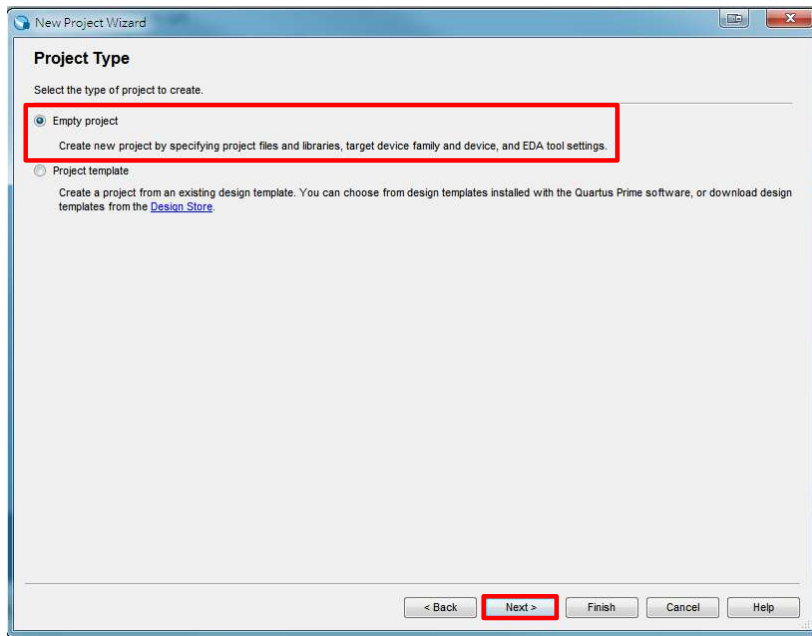 New Project Wizard
Project Type
Select the type of project to create.
Empty project
Create new project by specifying project files and libraries, target device family and device, and EDA tool settings.
Project template
Create a project from an existing design template. You can choose from design templates installed with the Quartus Prime software, or download design
templates from the Design Store.
< Back Next > Finish Cancel Help